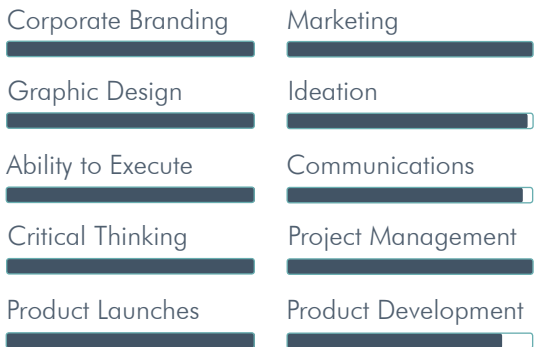 Corporate Branding
Marketing
Graphic Design
Ideation
Ability to Execute
Communications
Critical Thinking
Project Management
Product Launches
Product Development